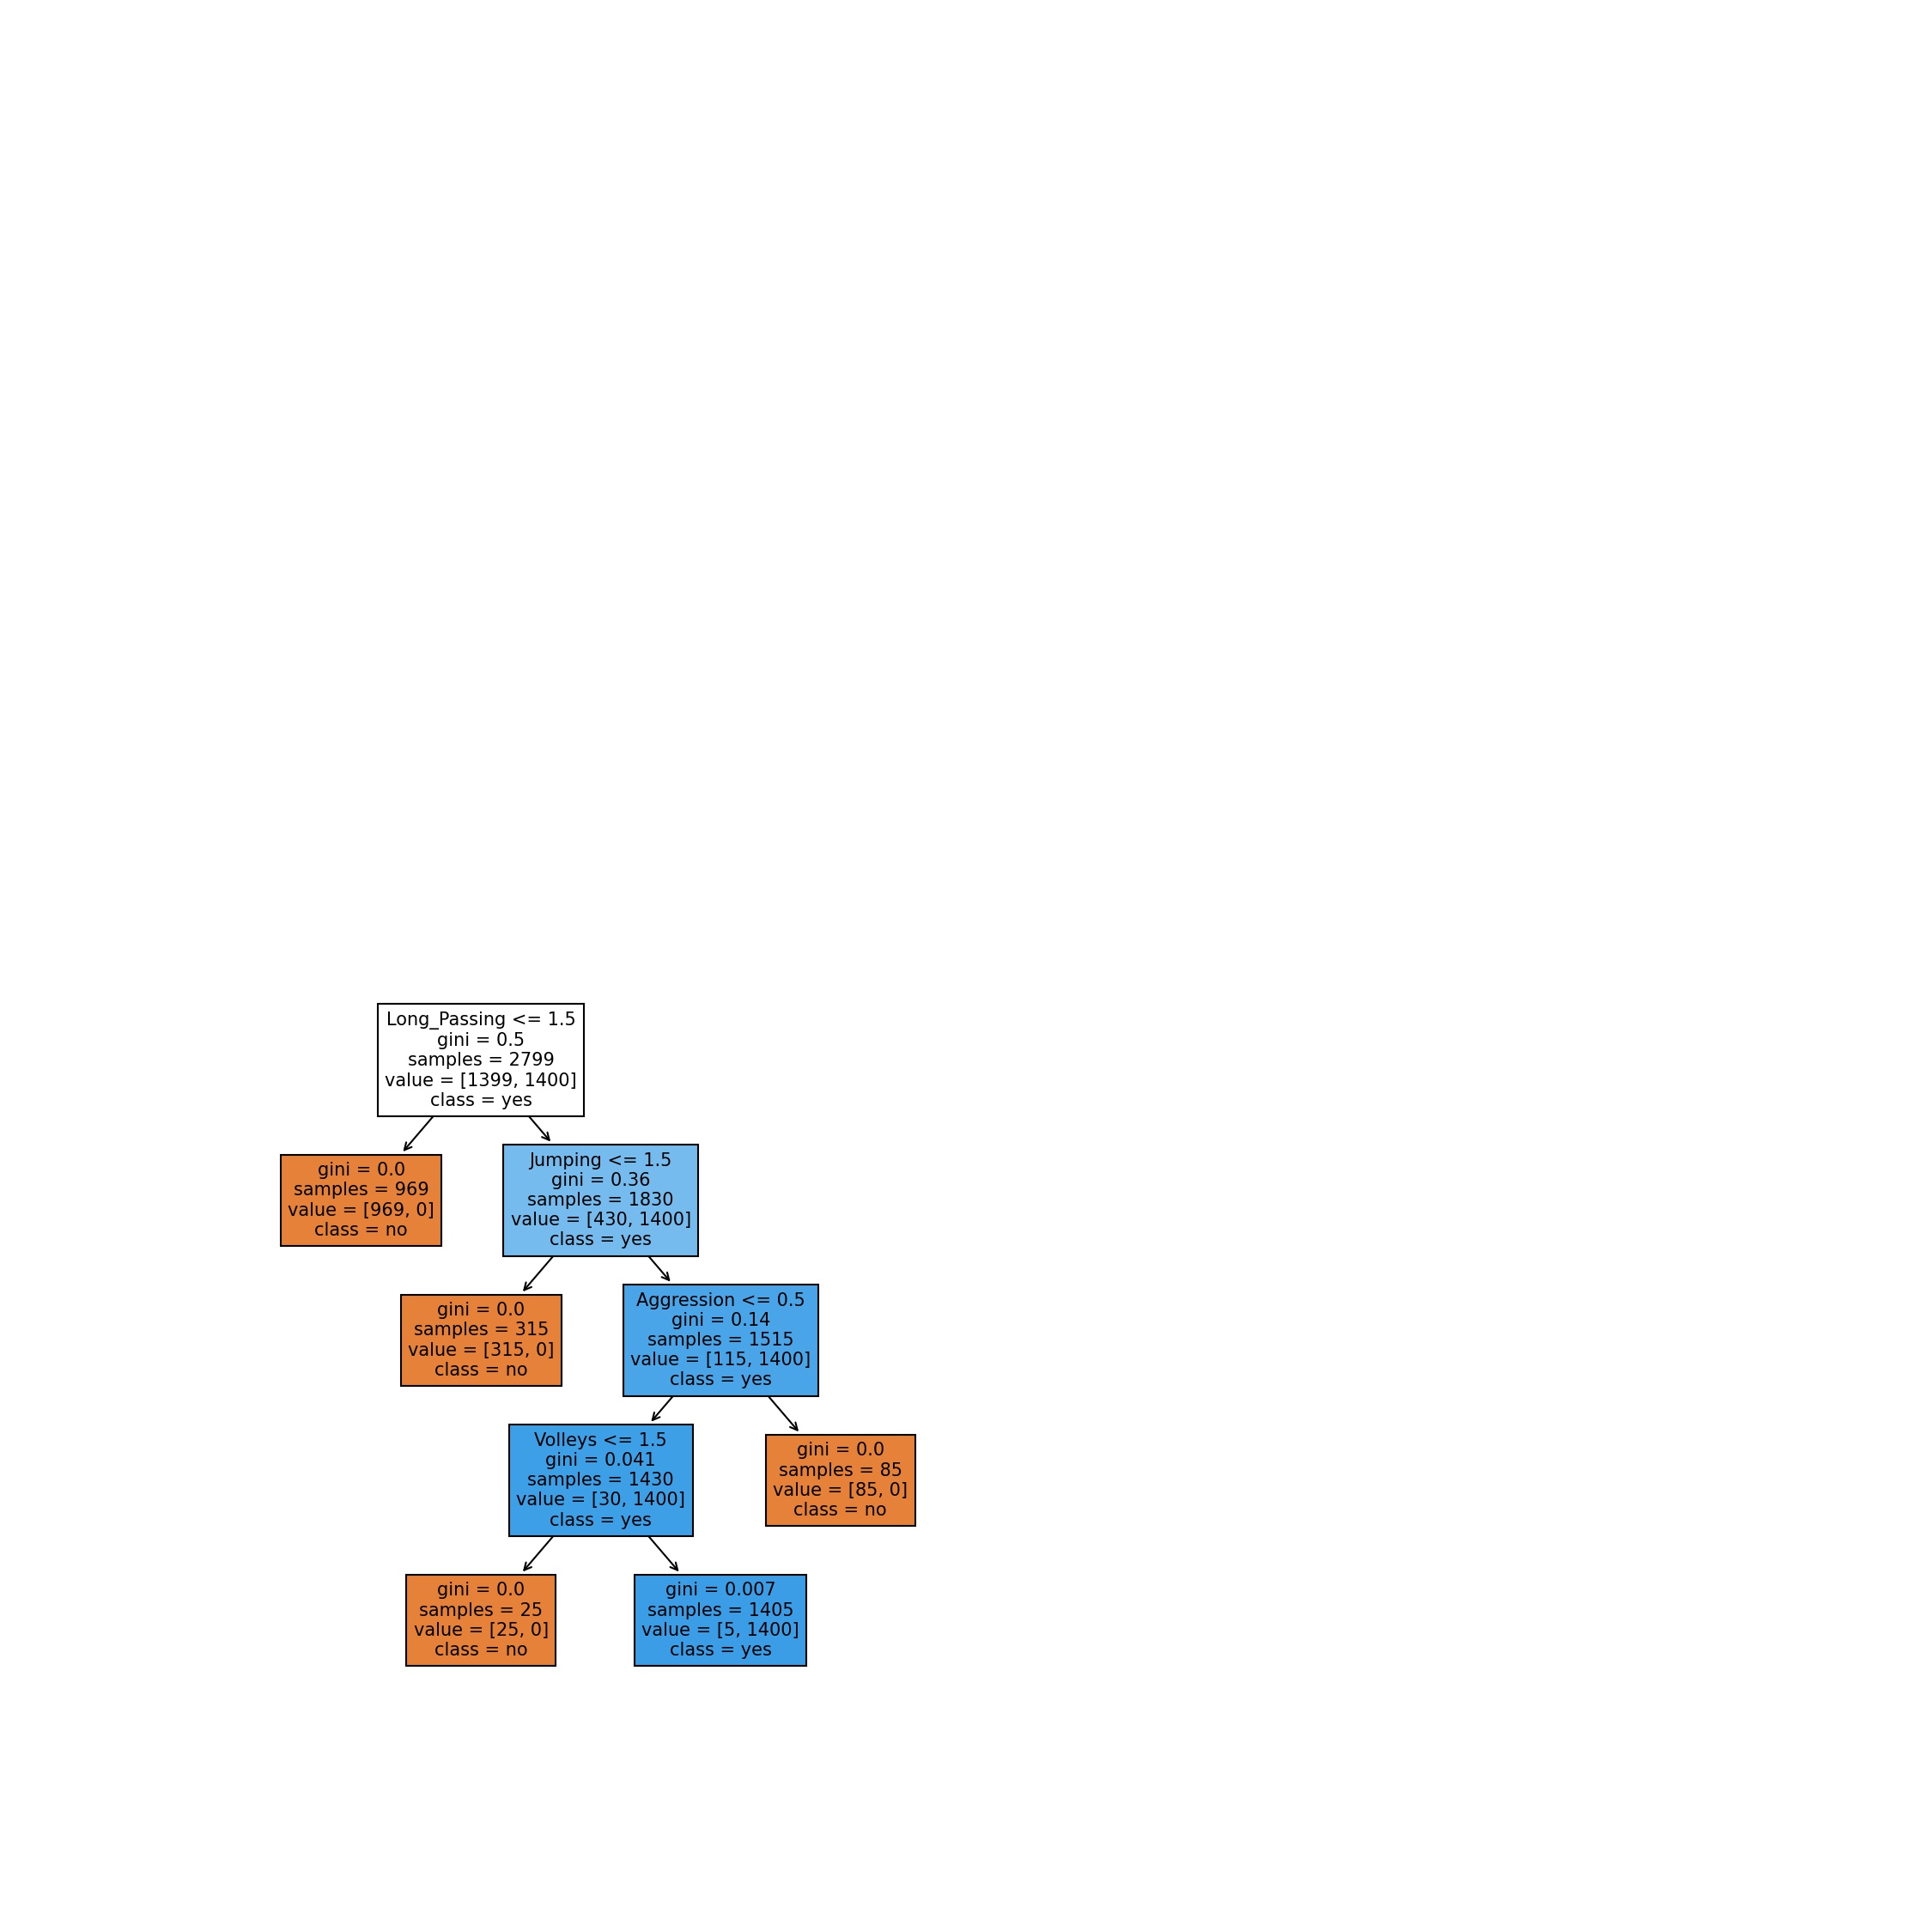 Long_Passing <= 1.5
gini = 0.5
samples = 2799
value = [1399, 1400]
class = yes
gini = 0.0
samples = 969
value = [969, 0]
class = no
Jumping <= 1.5
gini = 0.36
samples = 1830
value = [430, 1400]
class = yes
gini = 0.0
samples = 315
value = [315, 0]
class = no
Aggression <= 0.5
gini = 0.14
samples = 1515
value = [115, 1400]
class = yes
Volleys <= 1.5
gini = 0.041
samples = 1430
value = [30, 1400]
class = yes
gini = 0.0
samples = 85
value = [85, 0]
class = no
gini = 0.0
samples = 25
value = [25, 0]
class = no
gini = 0.007
samples = 1405
value = [5, 1400]
class = yes